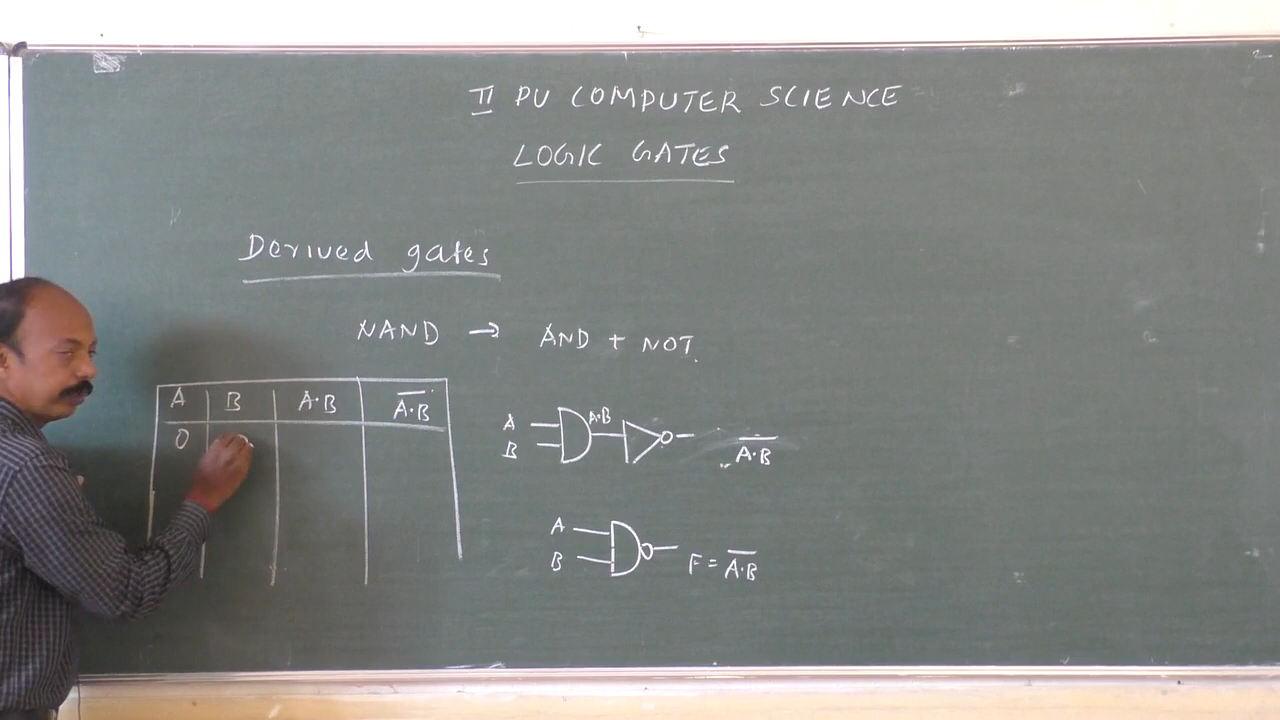 II PU COMPUTER SCIENCE
LOGIC GATES
Derived gates
NAND → AND + NOT
A B A·B A̅·̅B̅
0
A
B
A·B
A̅·̅B̅
A
B
F = A̅·̅B̅